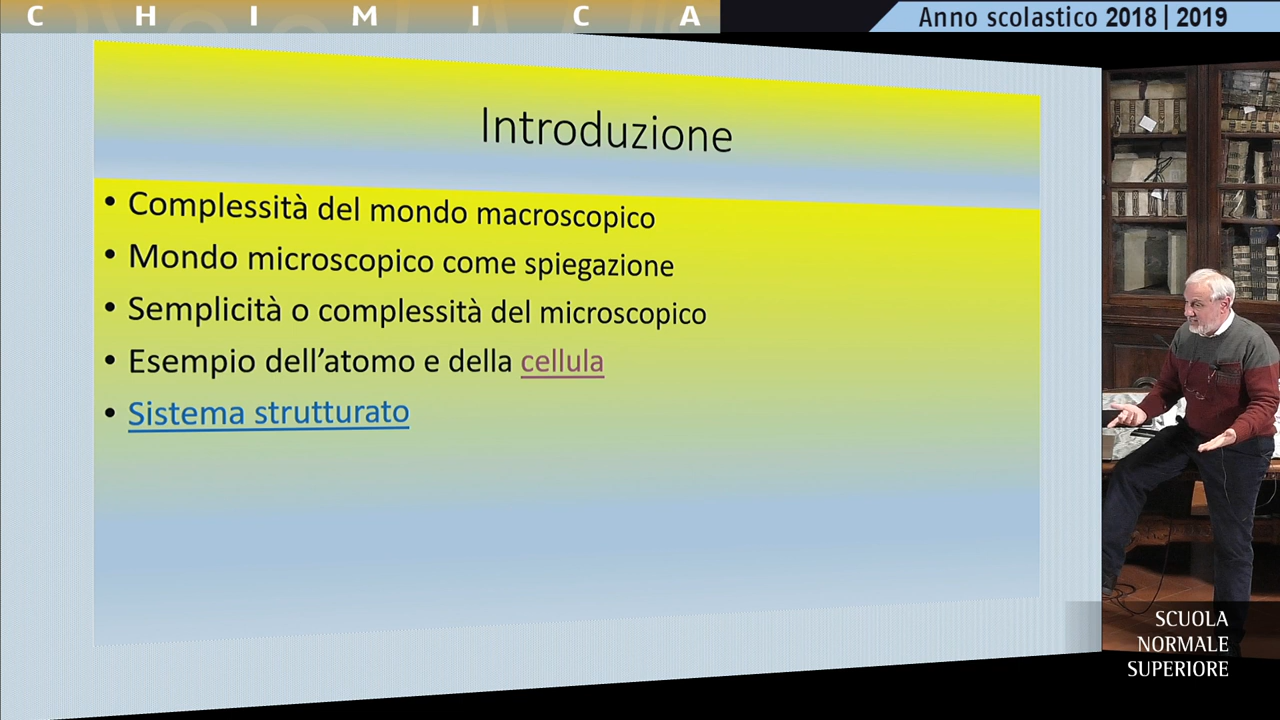 CHIMICA
Anno scolastico 2018 | 2019
Introduzione
• Complessità del mondo macroscopico
• Mondo microscopico come spiegazione
• Semplicità o complessità del microscopico
• Esempio dell’atomo e della cellula
• Sistema strutturato
SCUOLA
NORMALE
SUPERIORE